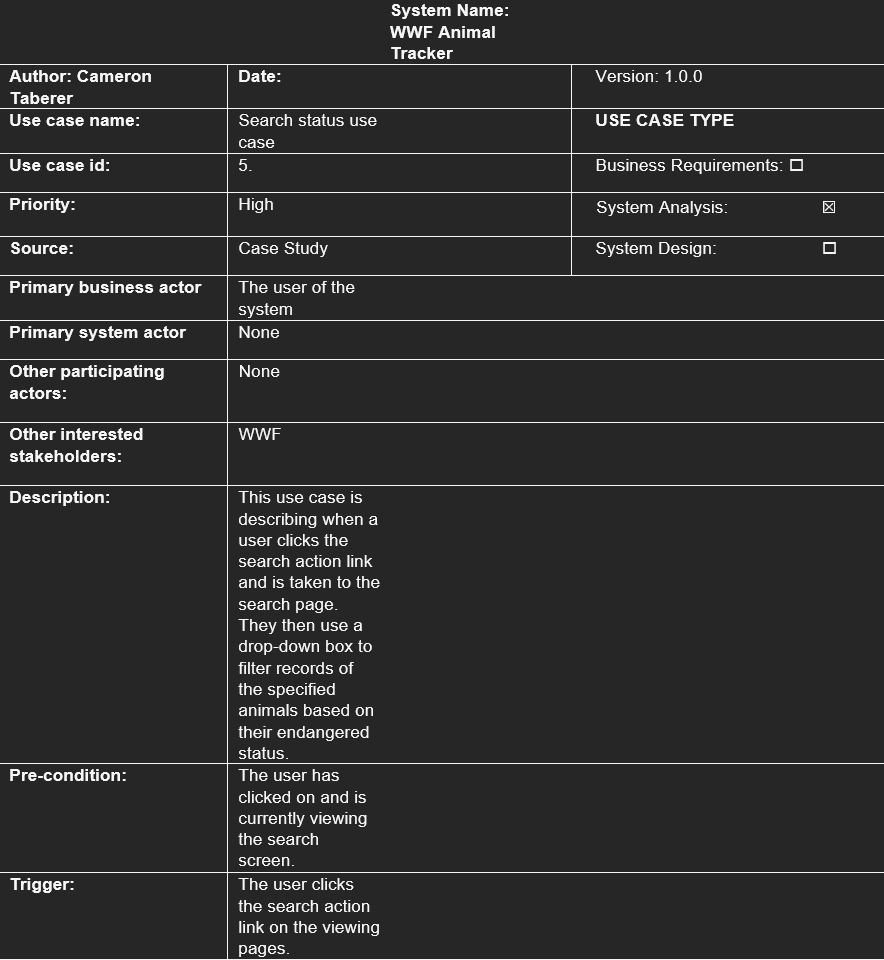 System Name:
WWF Animal
Tracker
Author: Cameron
Taberer
Date:
Version: 1.0.0
Use case name:
Search status use
case
USE CASE TYPE
Use case id:
5.
Business Requirements: ☐
Priority:
High
System Analysis: ☒
Source:
Case Study
System Design: ☐
Primary business actor
The user of the
system
Primary system actor
None
Other participating
actors:
None
Other interested
stakeholders:
WWF
Description:
This use case is
describing when a
user clicks the
search action link
and is taken to the
search page.
They then use a
drop-down box to
filter records of
the specified
animals based on
their endangered
status.
Pre-condition:
The user has
clicked on and is
currently viewing
the search
screen.
Trigger:
The user clicks
the search action
link on the viewing
pages.